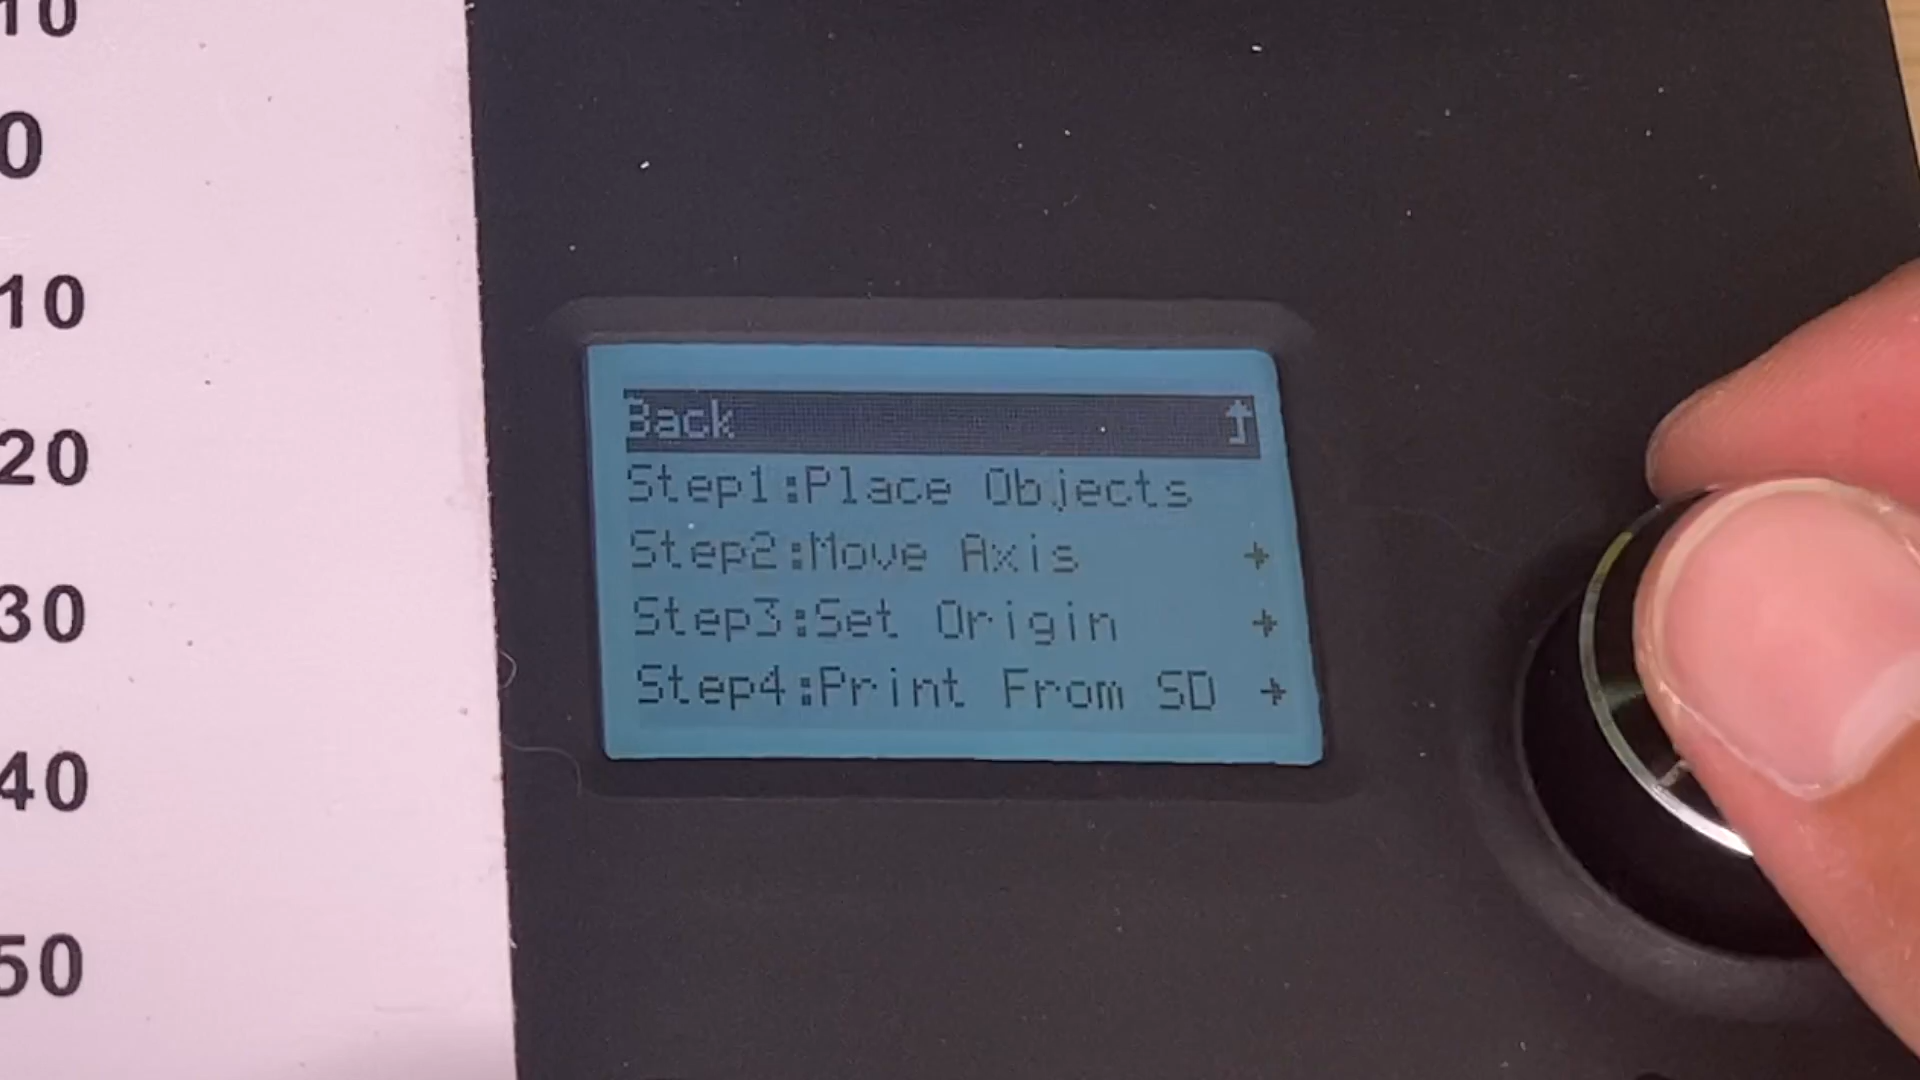 10
0
10
20
30
40
50
Back
Step1:Place Objects
Step2:Move Axis
Step3:Set Origin
Step4:Print From SD